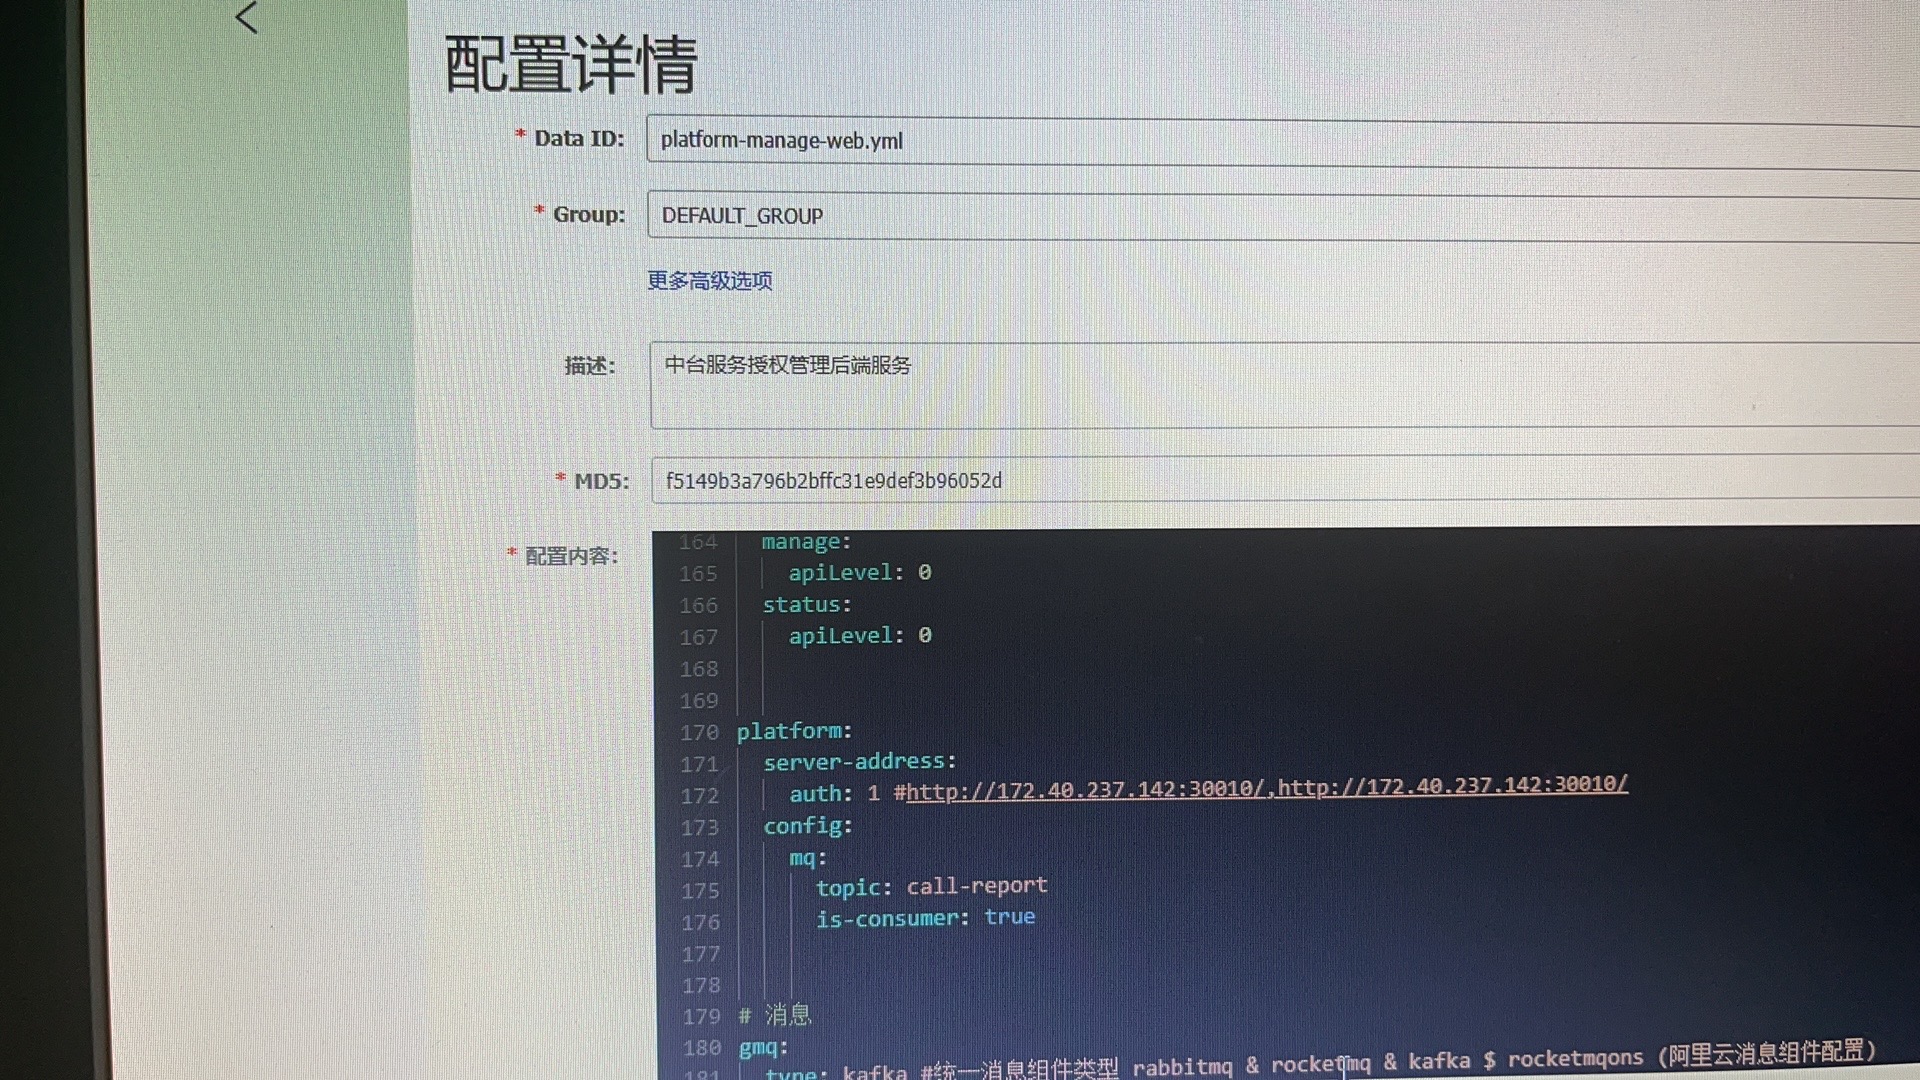 配置详情
* Data ID: platform-manage-web.yml
* Group: DEFAULT_GROUP
更多高级选项
描述: 中台服务授权管理后端服务
* MD5: f5149b3a796b2bffc31e9def3b96052d
* 配置内容:
164 manage:
165 apiLevel: 0
166 status:
167 apiLevel: 0
168
169
170 platform:
171 server-address:
172 auth: 1 #http://172.40.237.142:30010/,http://172.40.237.142:30010/
173 config:
174 mq:
175 topic: call-report
176 is-consumer: true
177
178
179 # 消息
180 gmq:
181 type: kafka #统一消息组件类型 rabbitmq & rocketmq & kafka $ rocketmqons (阿里云消息组件配置)